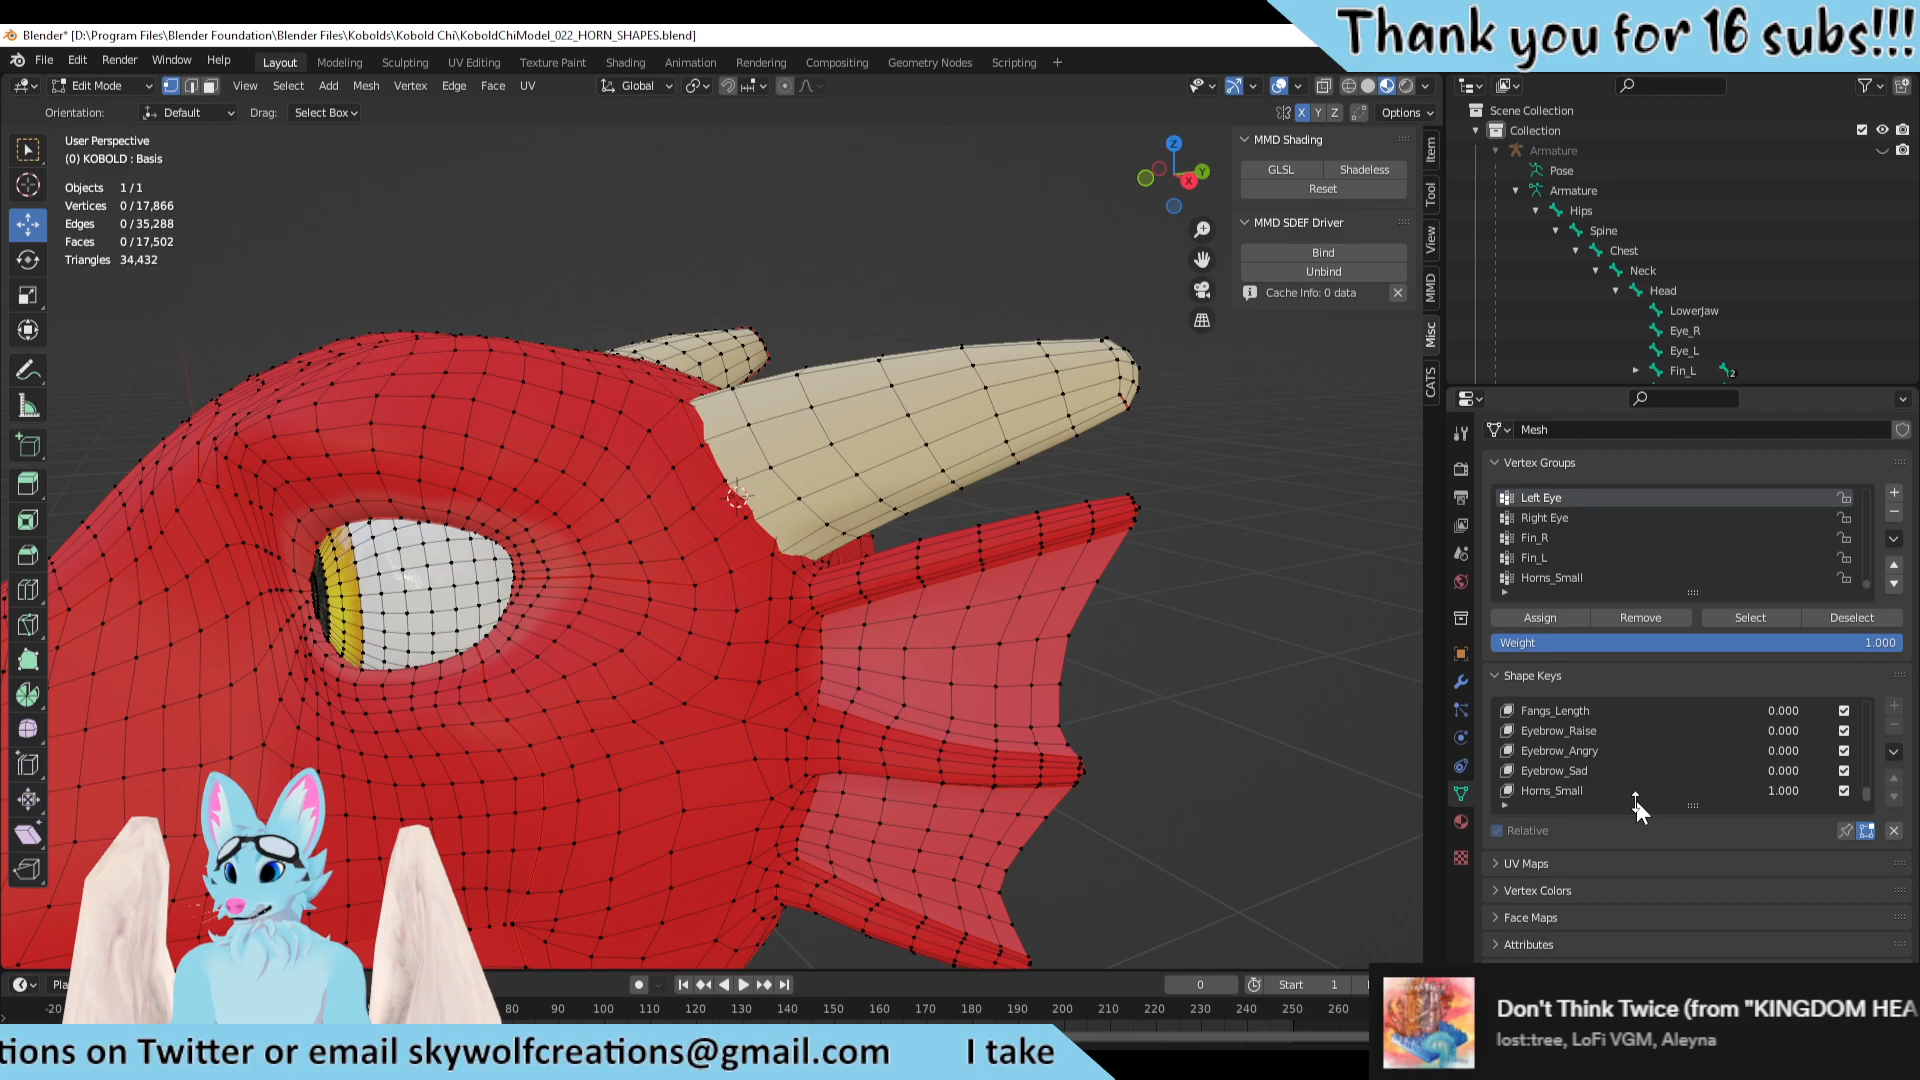 Thank you for 16 subs!!!
Blender* [D:\Program Files\Blender Foundation\Blender Files\Kobolds\Kobold Chi\KoboldChiModel_022_HORN_SHAPES.blend]
File Edit Render Window Help Layout Modeling Sculpting UV Editing Texture Paint Shading Animation Rendering Compositing Geometry Nodes Scripting +
Edit Mode View Select Add Mesh Vertex Edge Face UV Global
Orientation: Default Drag: Select Box X Y Z Options
User Perspective
(0) KOBOLD : Basis
Objects 1/1
Vertices 0/17,866
Edges 0/35,288
Faces 0/17,502
Triangles 34,432
Z
Y
X
MMD Shading
GLSL Shadeless
Reset
MMD SDEF Driver
Bind
Unbind
Cache Info: 0 data
Item
Tool
View
MMD
Misc
CATS
Scene Collection
Collection
Armature
Pose
Armature
Hips
Spine
Chest
Neck
Head
LowerJaw
Eye_R
Eye_L
Fin_L 2
Mesh
Vertex Groups
Left Eye
Right Eye
Fin_R
Fin_L
Horns_Small
Assign Remove Select Deselect
Weight 1.000
Shape Keys
Fangs_Length 0.000
Eyebrow_Raise 0.000
Eyebrow_Angry 0.000
Eyebrow_Sad 0.000
Horns_Small 1.000
Relative
UV Maps
Vertex Colors
Face Maps
Attributes
Pla 0 Start 1
-20 80 90 100 110 120 130 140 150 160 170 180 190 200 210 220 230 240 250 260
tions on Twitter or email skywolfcreations@gmail.com I take
Don't Think Twice (from "KINGDOM HEA
lost:tree, LoFi VGM, Aleyna